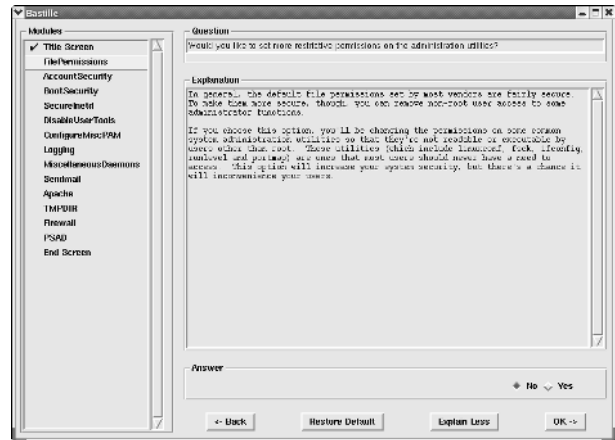 Bastille
Modules
Title Screen
FilePermissions
AccountSecurity
BootSecurity
SecureInetd
DisableUserTools
ConfigureMiscPAM
Logging
MiscellaneousDaemons
Sendmail
Apache
TMPDIR
Firewall
PSAD
End Screen
Question
Would you like to set more restrictive permissions on the administration utilities?
Explanation
In general, the default file permissions set by most vendors are fairly secure.
To make them more secure, though, you can remove non-root user access to some
administrator functions.
If you choose this option, you'll be changing the permissions on some common
system administration utilities so that they're not readable or executable by
users other than root. These utilities (which include linuxconf, fsck, ifconfig,
runlevel and portmap) are ones that most users should never have a need to
access. This option will increase your system security, but there's a chance it
will inconvenience your users.
Answer
No Yes
<- Back Restore Default Explain Less OK ->